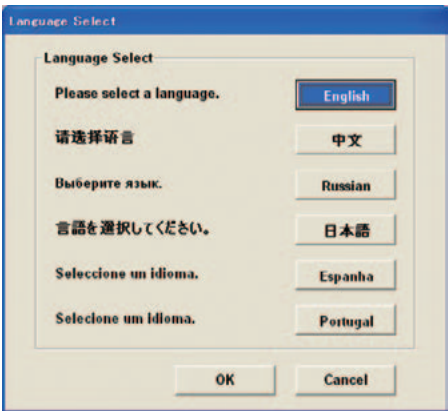 Language Select
Language Select
Please select a language. English
请选择语言 中文
Выберите язык. Russian
言語を選択してください。 日本語
Seleccione un idioma. Espanha
Selecione um idioma. Portugal
OK Cancel